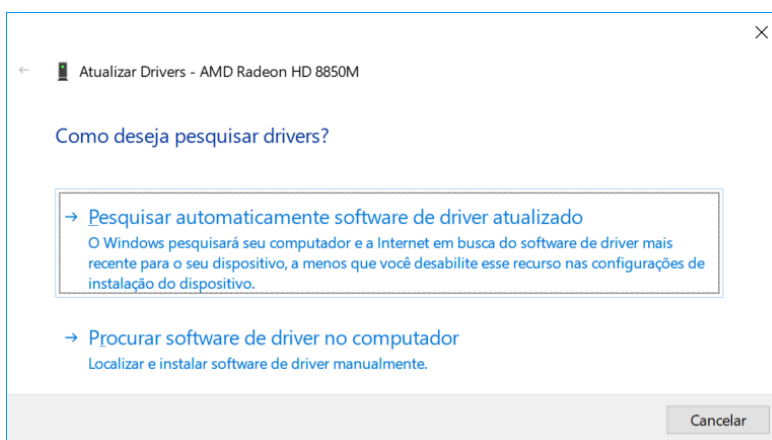 Atualizar Drivers - AMD Radeon HD 8850M
Como deseja pesquisar drivers?
→ Pesquisar automaticamente software de driver atualizado
O Windows pesquisará seu computador e a Internet em busca do software de driver mais
recente para o seu dispositivo, a menos que você desabilite esse recurso nas configurações de
instalação do dispositivo.
→ Procurar software de driver no computador
Localizar e instalar software de driver manualmente.
Cancelar